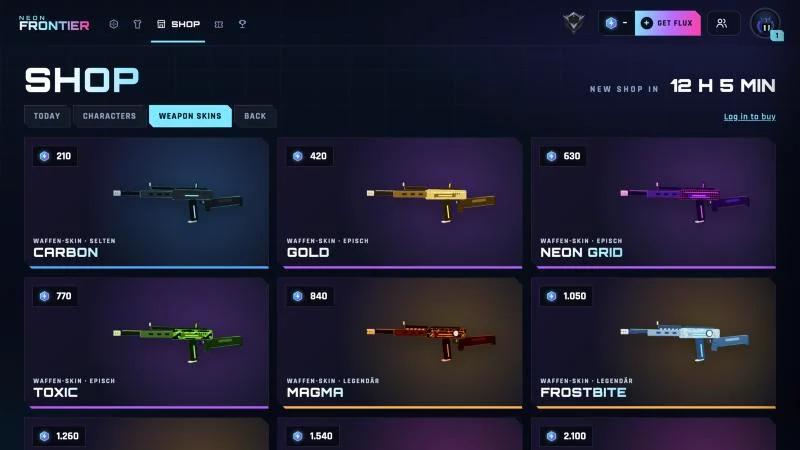 NEON
FRONTIER
SHOP
–
GET FLUX
1
SHOP
NEW SHOP IN 12 H 5 MIN
TODAY
CHARACTERS
WEAPON SKINS
BACK
Log in to buy
210
WAFFEN-SKIN · SELTEN
CARBON
420
WAFFEN-SKIN · EPISCH
GOLD
630
WAFFEN-SKIN · EPISCH
NEON GRID
770
WAFFEN-SKIN · EPISCH
TOXIC
840
WAFFEN-SKIN · LEGENDÄR
MAGMA
1.050
WAFFEN-SKIN · LEGENDÄR
FROSTBITE
1.260
1.540
2.100